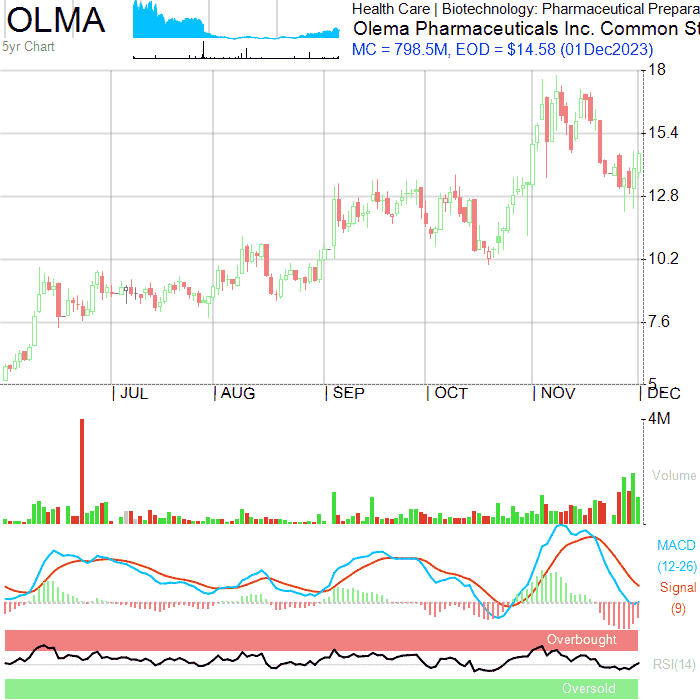 OLMA
5yr Chart
Health Care | Biotechnology: Pharmaceutical Prepara
Olema Pharmaceuticals Inc. Common St
MC = 798.5M, EOD = $14.58 (01Dec2023)
18
15.4
12.8
10.2
7.6
5
JUL
AUG
SEP
OCT
NOV
DEC
4M
Volume
MACD
(12-26)
Signal
(9)
Overbought
RSI(14)
Oversold